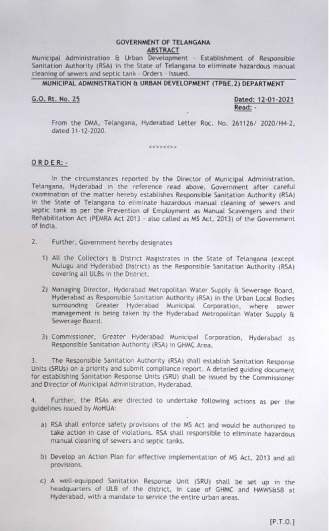 GOVERNMENT OF TELANGANA
ABSTRACT
Municipal Administration & Urban Development - Establishment of Responsible
Sanitation Authority (RSA) in the State of Telangana to eliminate hazardous manual
cleaning of sewers and septic tank - Orders - Issued.
MUNICIPAL ADMINISTRATION & URBAN DEVELOPMENT (TP&E.2) DEPARTMENT
G.O. Rt. No. 25 Dated: 12-01-2021
Read: -
From the DMA, Telangana, Hyderabad Letter Roc. No. 261126/ 2020/H4-2,
dated 31-12-2020.
********
O R D E R: -
In the circumstances reported by the Director of Municipal Administration,
Telangana, Hyderabad in the reference read above, Government after careful
examination of the matter hereby establishes Responsible Sanitation Authority (RSA)
in the State of Telangana to eliminate hazardous manual cleaning of sewers and
septic tank as per the Prevention of Employment as Manual Scavengers and their
Rehabilitation Act (PEMRA Act 2013 - also called as MS Act, 2013) of the Government
of India.
2. Further, Government hereby designates
1) All the Collectors & District Magistrates in the State of Telangana (except
Mulugu and Hyderabad District) as the Responsible Sanitation Authority (RSA)
covering all ULBs in the District.
2) Managing Director, Hyderabad Metropolitan Water Supply & Sewerage Board,
Hyderabad as Responsible Sanitation Authority (RSA) in the Urban Local Bodies
surrounding Greater Hyderabad Municipal Corporation, where sewer
management is being taken by the Hyderabad Metropolitan Water Supply &
Sewerage Board.
3) Commissioner, Greater Hyderabad Municipal Corporation, Hyderabad as
Responsible Sanitation Authority (RSA) in GHMC Area.
3. The Responsible Sanitation Authority (RSA) shall establish Sanitation Response
Units (SRUs) on a priority and submit compliance report. A detailed guiding document
for establishing Sanitation Response Units (SRU) shall be issued by the Commissioner
and Director of Municipal Administration, Hyderabad.
4. Further, the RSAs are directed to undertake following actions as per the
guidelines issued by MoHUA:
a) RSA shall enforce safety provisions of the MS Act and would be authorized to
take action in case of violations. RSA shall responsible to eliminate hazardous
manual cleaning of sewers and septic tanks.
b) Develop an Action Plan for effective implementation of MS Act, 2013 and all
provisions.
c) A well-equipped Sanitation Response Unit (SRU) shall be set up in the
headquarters of ULB of the district, in case of GHMC and HMWS&SB at
Hyderabad, with a mandate to service the entire urban areas.
[P.T.O.]